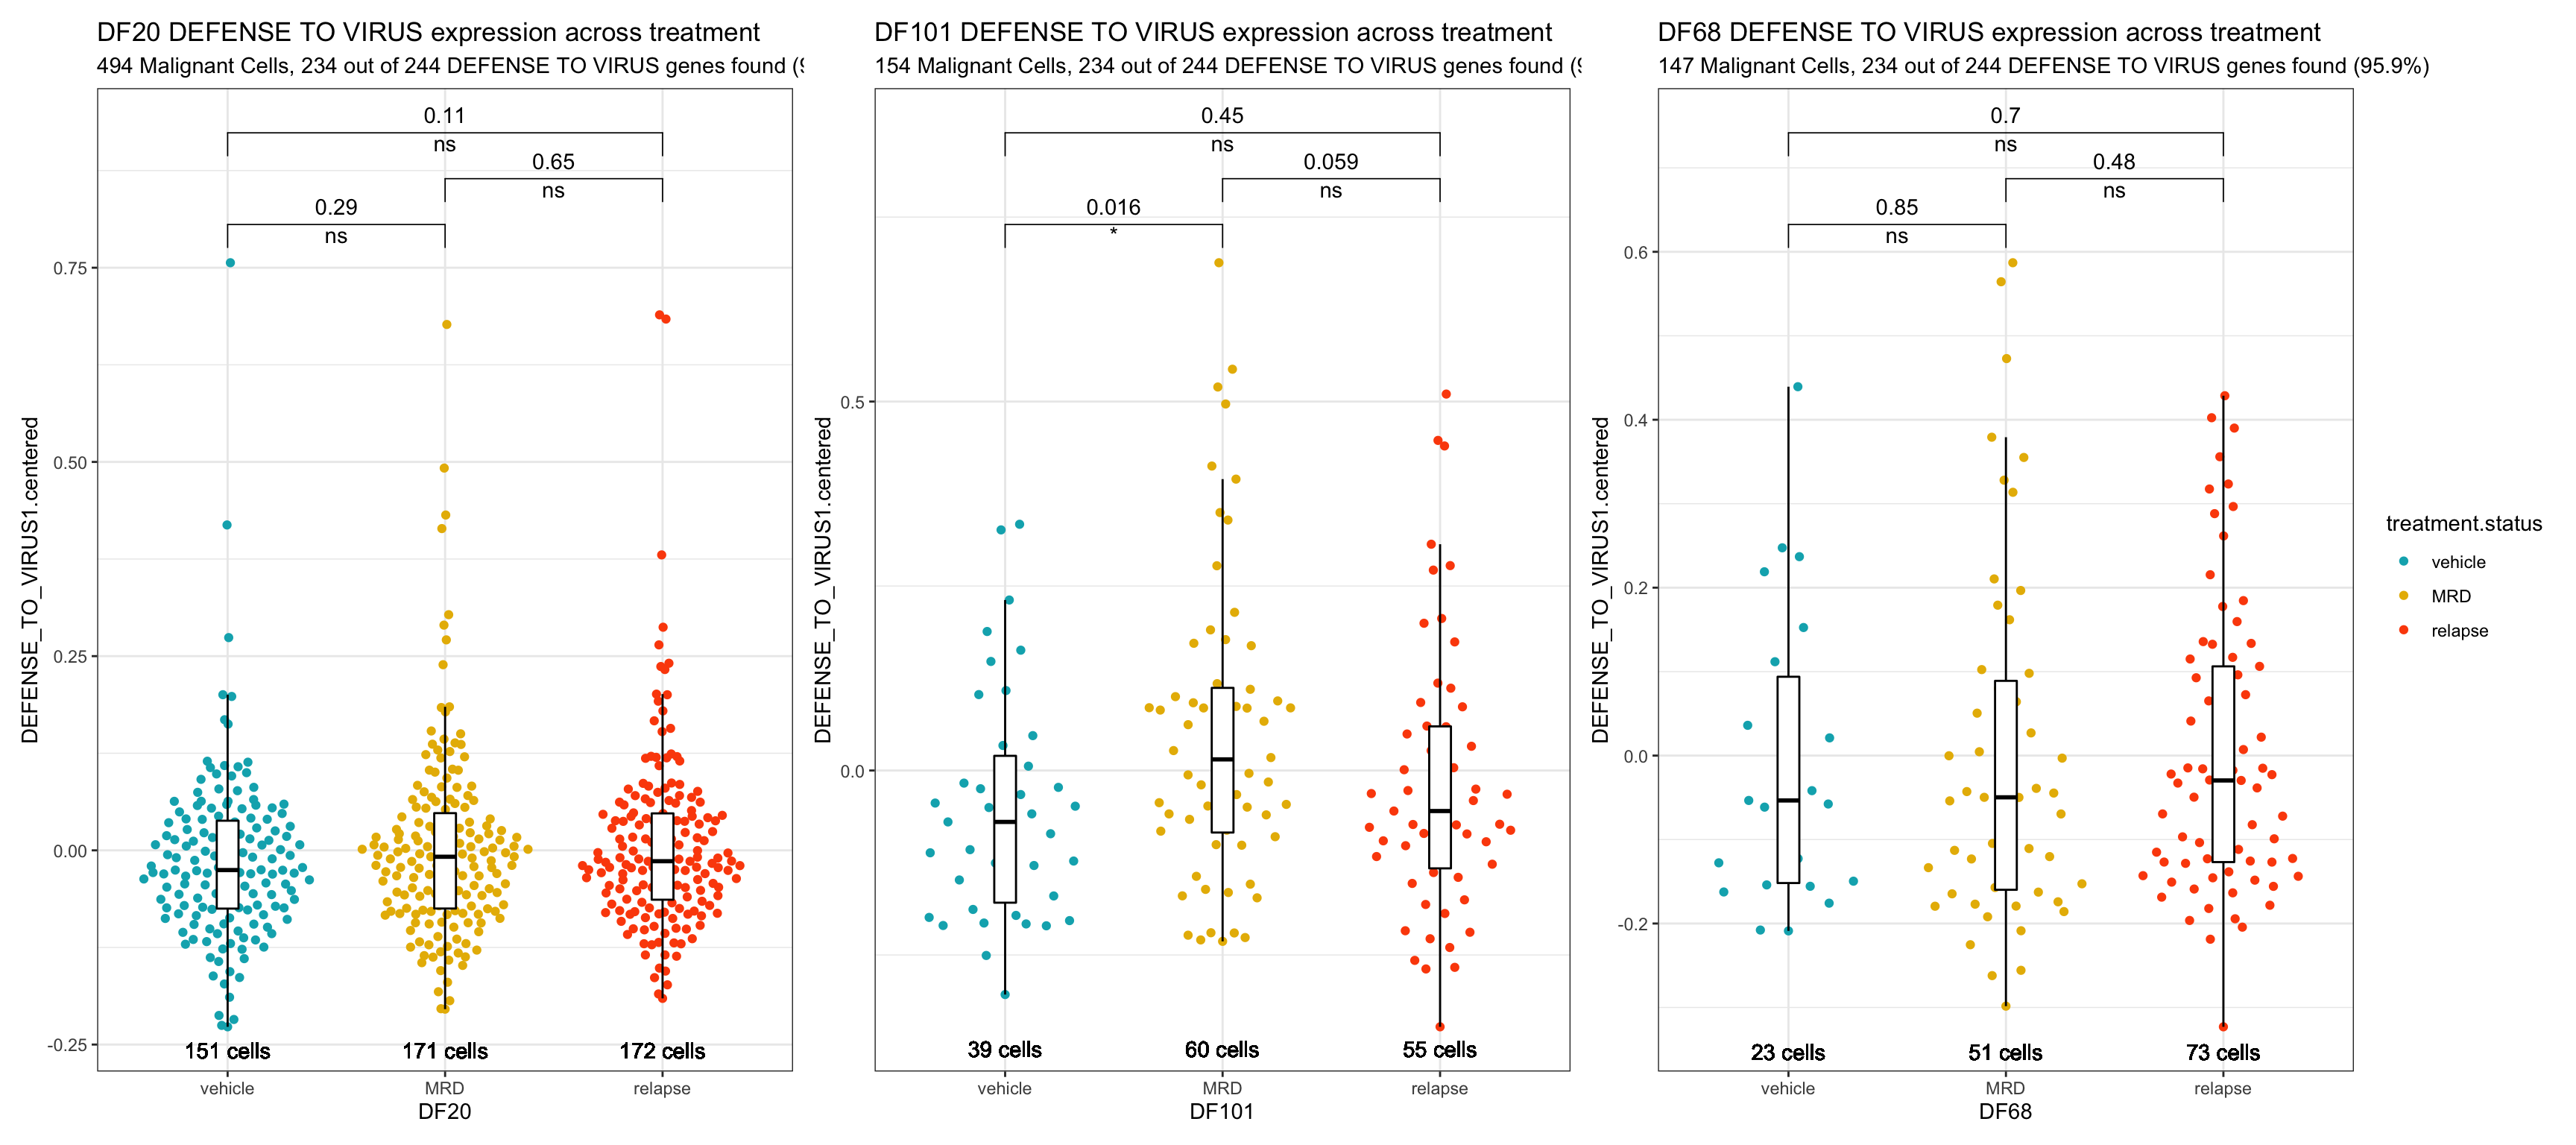 DF20 DEFENSE TO VIRUS expression across treatment
494 Malignant Cells, 234 out of 244 DEFENSE TO VIRUS genes found (
0.11
ns
0.65
ns
0.29
ns
0.75
0.50
0.25
0.00
-0.25
DEFENSE_TO_VIRUS1.centered
151 cells
171 cells
172 cells
vehicle
MRD
relapse
DF20
DF101 DEFENSE TO VIRUS expression across treatment
154 Malignant Cells, 234 out of 244 DEFENSE TO VIRUS genes found (
0.45
ns
0.059
ns
0.016
*
0.5
0.0
DEFENSE_TO_VIRUS1.centered
39 cells
60 cells
55 cells
vehicle
MRD
relapse
DF101
DF68 DEFENSE TO VIRUS expression across treatment
147 Malignant Cells, 234 out of 244 DEFENSE TO VIRUS genes found (95.9%)
0.7
ns
0.48
ns
0.85
ns
0.6
0.4
0.2
0.0
-0.2
DEFENSE_TO_VIRUS1.centered
23 cells
51 cells
73 cells
vehicle
MRD
relapse
DF68
treatment.status
vehicle
MRD
relapse